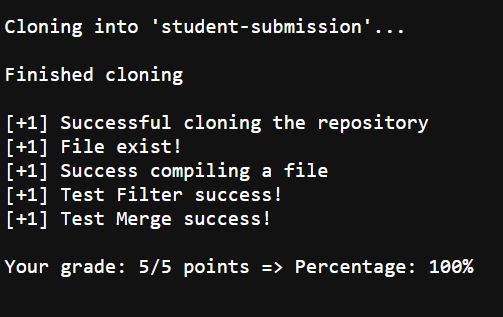 Cloning into 'student-submission'...
Finished cloning
[+1] Successful cloning the repository
[+1] File exist!
[+1] Success compiling a file
[+1] Test Filter success!
[+1] Test Merge success!
Your grade: 5/5 points => Percentage: 100%